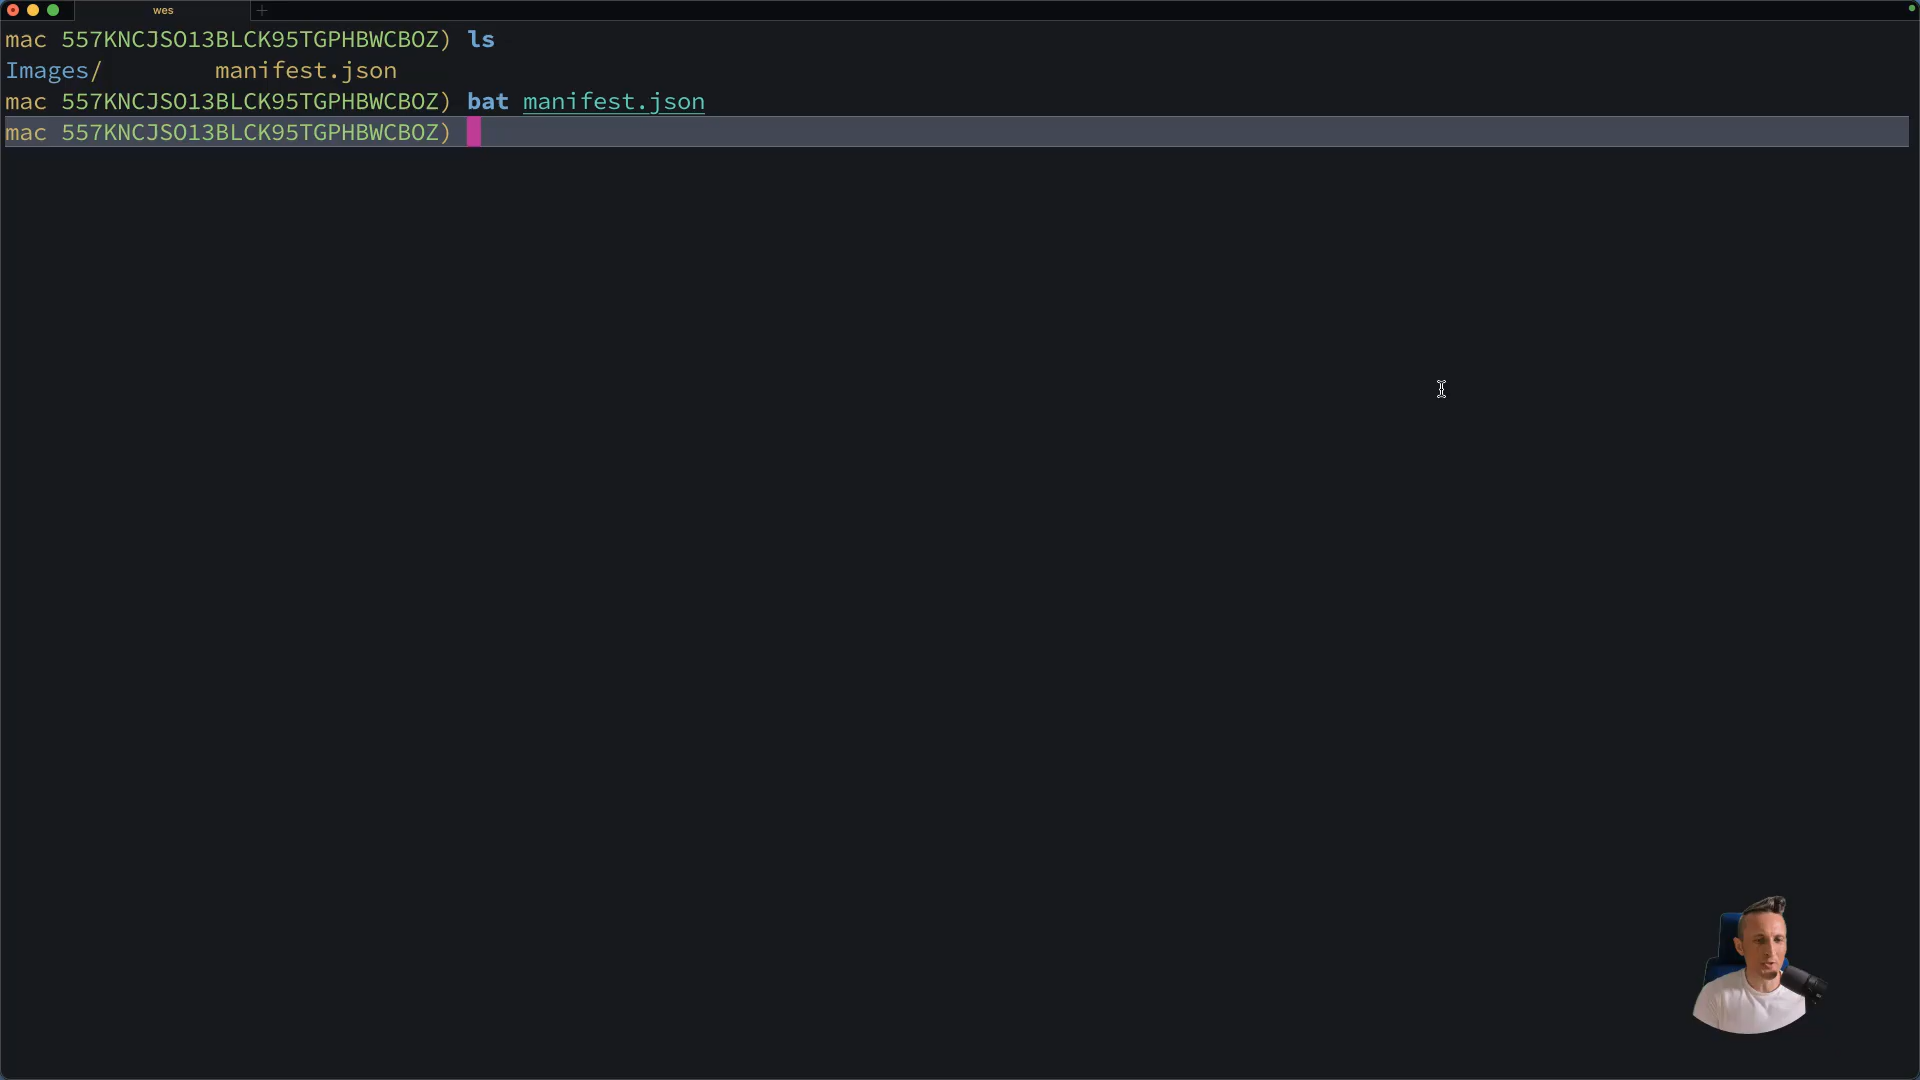 wes
mac 557KNCJSO13BLCK95TGPHBWCBOZ) ls
Images/ manifest.json
mac 557KNCJSO13BLCK95TGPHBWCBOZ) bat manifest.json
mac 557KNCJSO13BLCK95TGPHBWCBOZ)